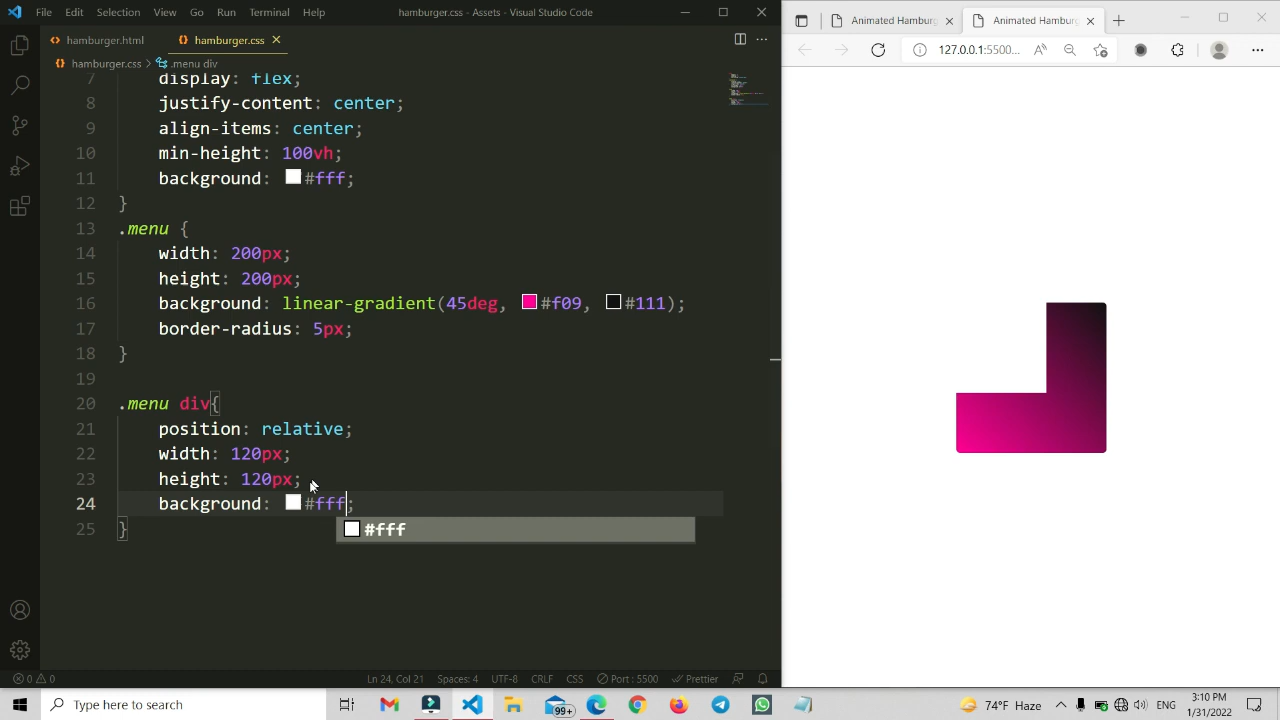 File Edit Selection View Go Run Terminal Help hamburger.css - Assets - Visual Studio Code
Animated Hamburg
Animated Hamburg
hamburger.html
hamburger.css
127.0.0.1:5500...
hamburger.css > .menu div
7 display: flex;
8 justify-content: center;
9 align-items: center;
10 min-height: 100vh;
11 background: #fff;
12 }
13 .menu {
14 width: 200px;
15 height: 200px;
16 background: linear-gradient(45deg, #f09, #111);
17 border-radius: 5px;
18 }
19
20 .menu div{
21 position: relative;
22 width: 120px;
23 height: 120px;
24 background: #fff;
#fff
25 }
0 0
Ln 24, Col 21 Spaces: 4 UTF-8 CRLF CSS Port : 5500 Prettier
Type here to search
99+
74°F Haze
ENG
3:10 PM
1/31/2022